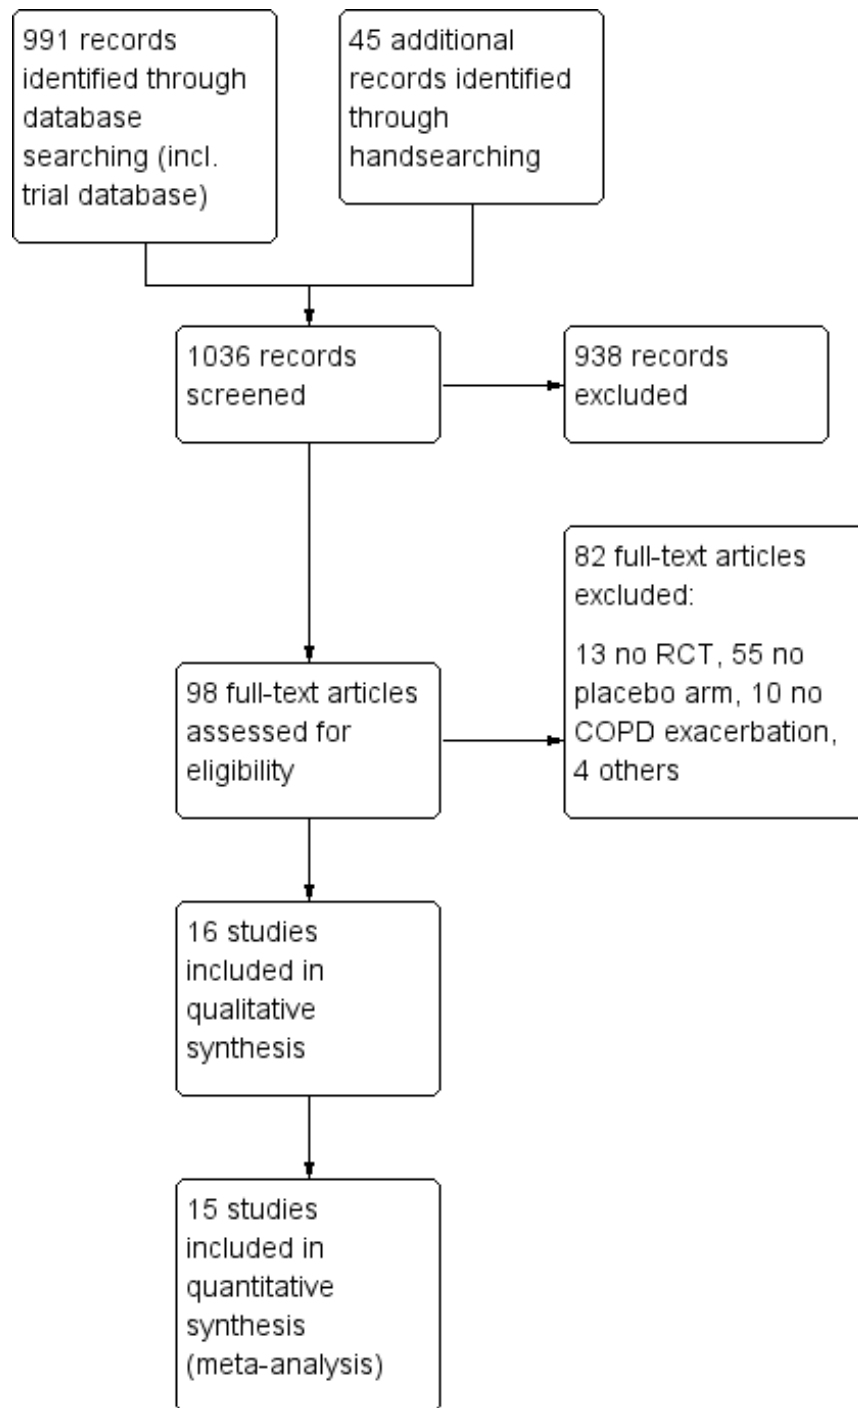 991 records
identified through
database
searching (incl.
trial database)
45 additional
records identified
through
handsearching
1036 records
screened
938 records
excluded
82 full-text articles
excluded:
13 no RCT, 55 no
placebo arm, 10 no
COPD exacerbation,
4 others
98 full-text articles
assessed for
eligibility
16 studies
included in
qualitative
synthesis
15 studies
included in
quantitative
synthesis
(meta-analysis)